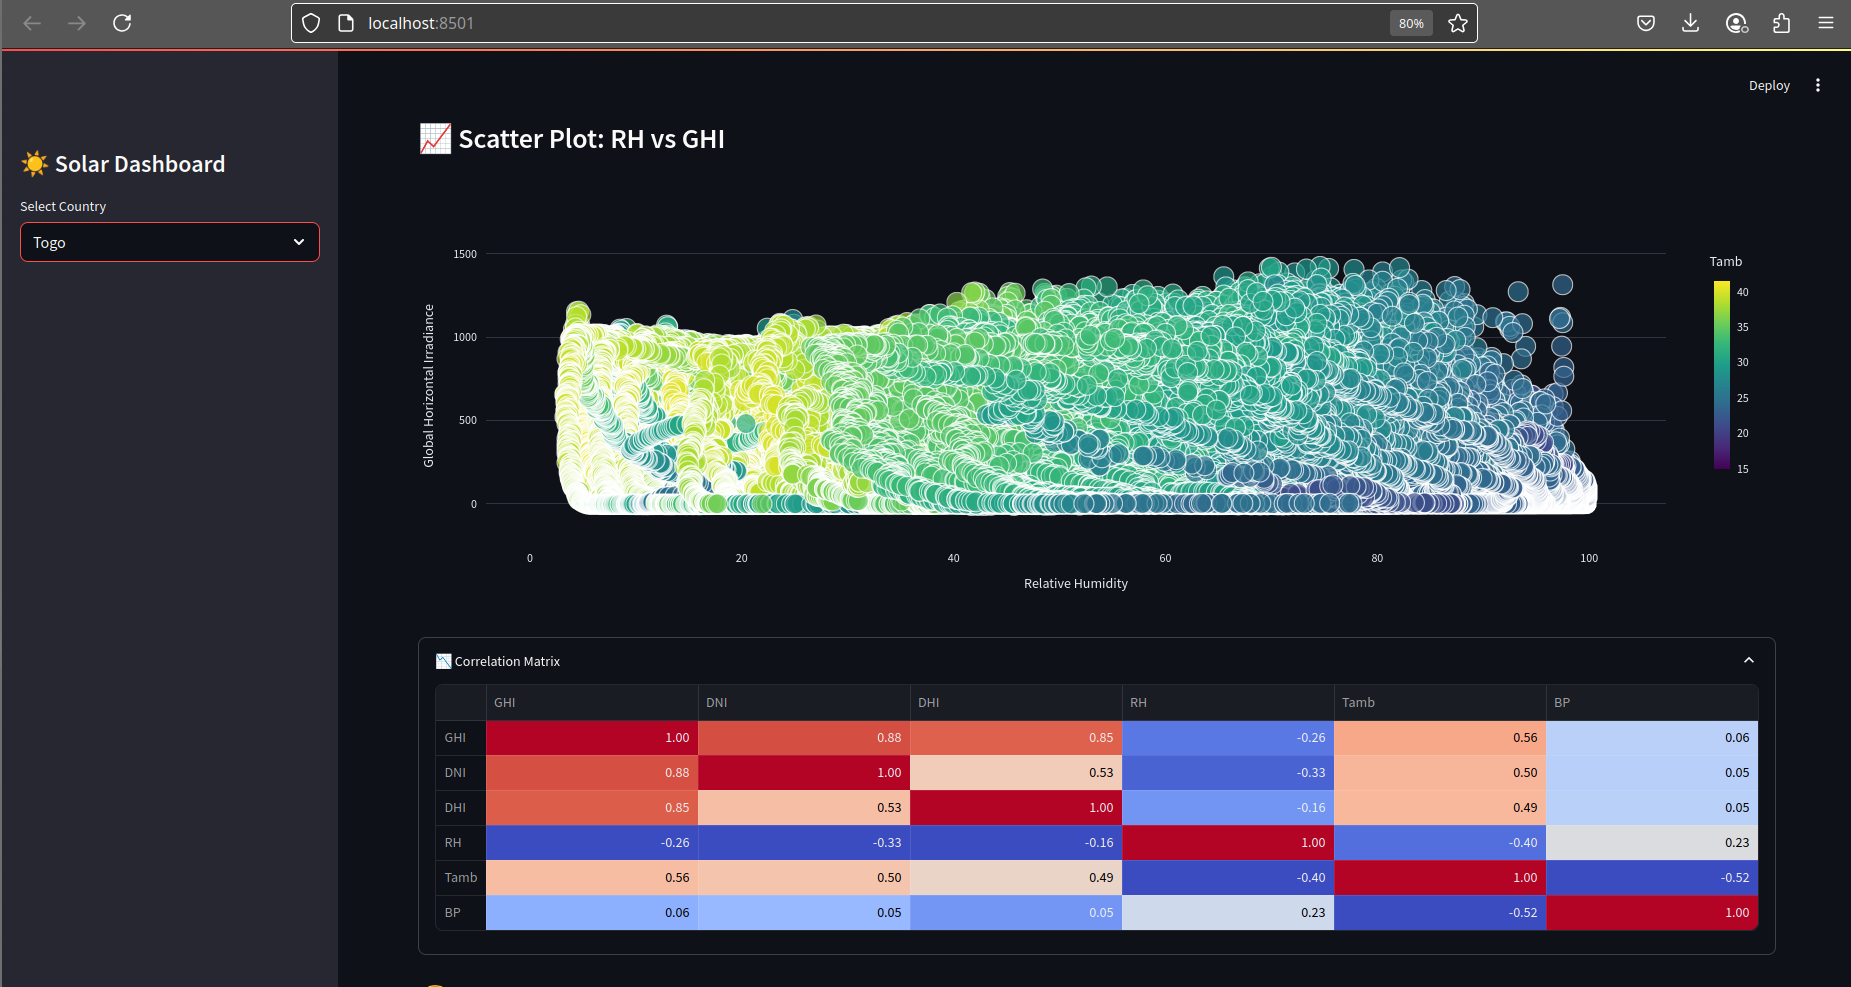 localhost:8501
80%
Deploy
☀️ Solar Dashboard
Select Country
Togo
📈 Scatter Plot: RH vs GHI
Global Horizontal Irradiance
1500
1000
500
0
0 20 40 60 80 100
Relative Humidity
Tamb
40
35
30
25
20
15
📉 Correlation Matrix
GHI DNI DHI RH Tamb BP
GHI 1.00 0.88 0.85 -0.26 0.56 0.06
DNI 0.88 1.00 0.53 -0.33 0.50 0.05
DHI 0.85 0.53 1.00 -0.16 0.49 0.05
RH -0.26 -0.33 -0.16 1.00 -0.40 0.23
Tamb 0.56 0.50 0.49 -0.40 1.00 -0.52
BP 0.06 0.05 0.05 0.23 -0.52 1.00